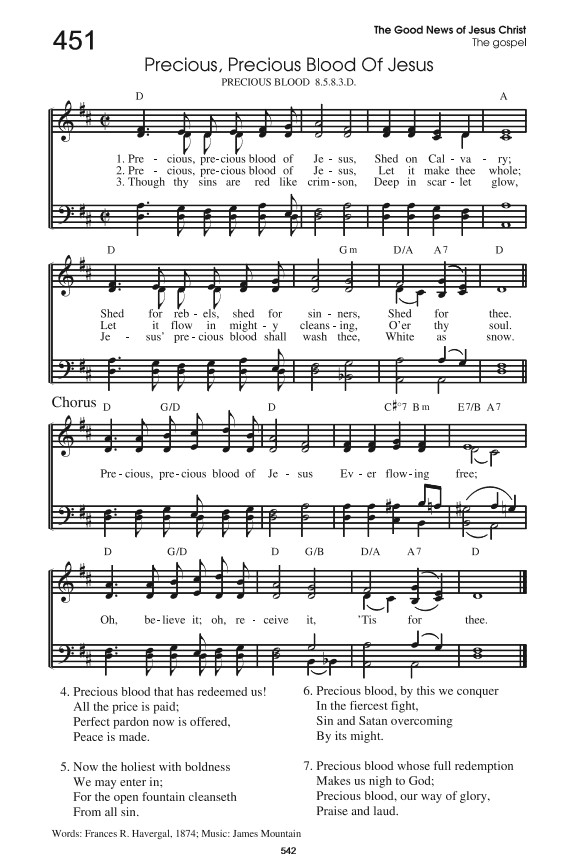 451
The Good News of Jesus Christ
The gospel
Precious, Precious Blood Of Jesus
PRECIOUS BLOOD 8.5.8.3.D.
D A
1. Pre - cious, pre-cious blood of Je - sus, Shed on Cal - va - ry;
2. Pre - cious, pre-cious blood of Je - sus, Let it make thee whole;
3. Though thy sins are red like crim-son, Deep in scar-let glow,
D Gm D/A A7 D
Shed for reb-els, shed for sin-ners, Shed for thee.
Let it flow in might-y cleans-ing, O'er thy soul.
Je - sus' pre-cious blood shall wash thee, White as snow.
Chorus
D G/D D C♯°7 Bm E7/B A7
Pre-cious, pre-cious blood of Je - sus Ev-er flow-ing free;
D G/D D G/B D/A A7 D
Oh, be-lieve it; oh, re-ceive it, 'Tis for thee.
4. Precious blood that has redeemed us!
All the price is paid;
Perfect pardon now is offered,
Peace is made.
5. Now the holiest with boldness
We may enter in;
For the open fountain cleanseth
From all sin.
6. Precious blood, by this we conquer
In the fiercest fight,
Sin and Satan overcoming
By its might.
7. Precious blood whose full redemption
Makes us nigh to God;
Precious blood, our way of glory,
Praise and laud.
Words: Frances R. Havergal, 1874; Music: James Mountain
542